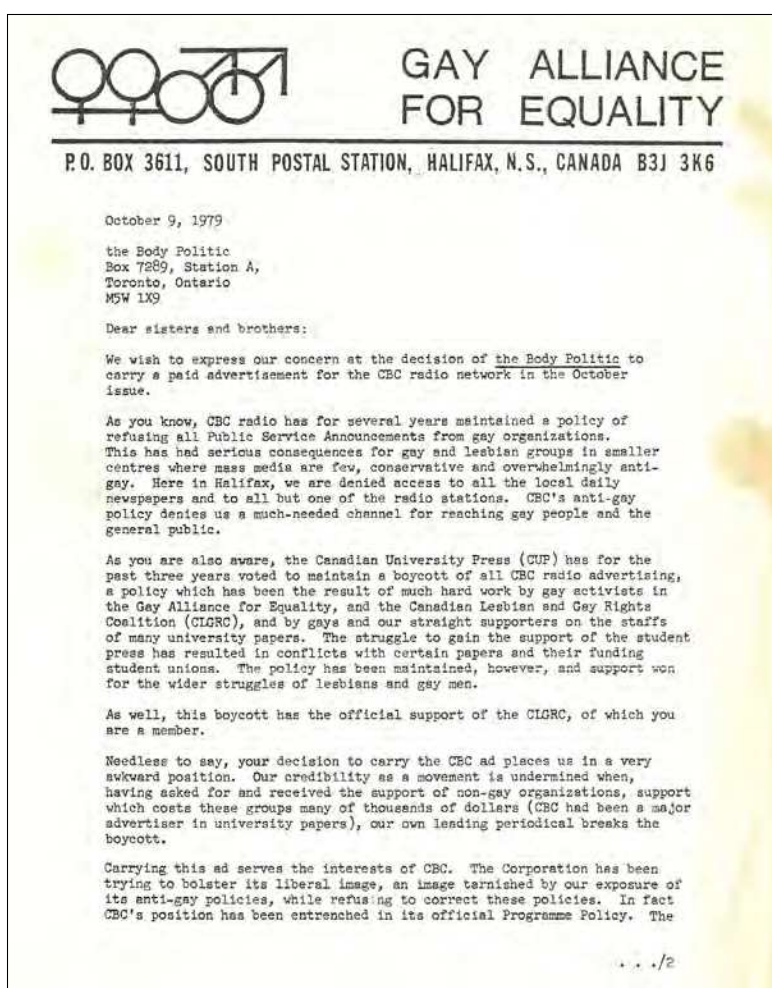 GAY ALLIANCE
FOR EQUALITY
P.O. BOX 3611, SOUTH POSTAL STATION, HALIFAX, N.S., CANADA B3J 3K6
October 9, 1979
the Body Politic
Box 7289, Station A,
Toronto, Ontario
M5W 1X9
Dear sisters and brothers:
We wish to express our concern at the decision of the Body Politic to
carry a paid advertisement for the CBC radio network in the October
issue.
As you know, CBC radio has for several years maintained a policy of
refusing all Public Service Announcements from gay organizations.
This has had serious consequences for gay and lesbian groups in smaller
centres where mass media are few, conservative and overwhelmingly anti-
gay. Here in Halifax, we are denied access to all the local daily
newspapers and to all but one of the radio stations. CBC's anti-gay
policy denies us a much-needed channel for reaching gay people and the
general public.
As you are also aware, the Canadian University Press (CUP) has for the
past three years voted to maintain a boycott of all CBC radio advertising,
a policy which has been the result of much hard work by gay activists in
the Gay Alliance for Equality, and the Canadian Lesbian and Gay Rights
Coalition (CLGRC), and by gays and our straight supporters on the staffs
of many university papers. The struggle to gain the support of the student
press has resulted in conflicts with certain papers and their funding
student unions. The policy has been maintained, however, and support won
for the wider struggles of lesbians and gay men.
As well, this boycott has the official support of the CLGRC, of which you
are a member.
Needless to say, your decision to carry the CBC ad places us in a very
awkward position. Our credibility as a movement is undermined when,
having asked for and received the support of non-gay organizations, support
which costs these groups many of thousands of dollars (CBC had been a major
advertiser in university papers), our own leading periodical breaks the
boycott.
Carrying this ad serves the interests of CBC. The Corporation has been
trying to bolster its liberal image, an image tarnished by our exposure of
its anti-gay policies, while refusing to correct these policies. In fact
CBC's position has been entrenched in its official Programme Policy. The
. . ./2